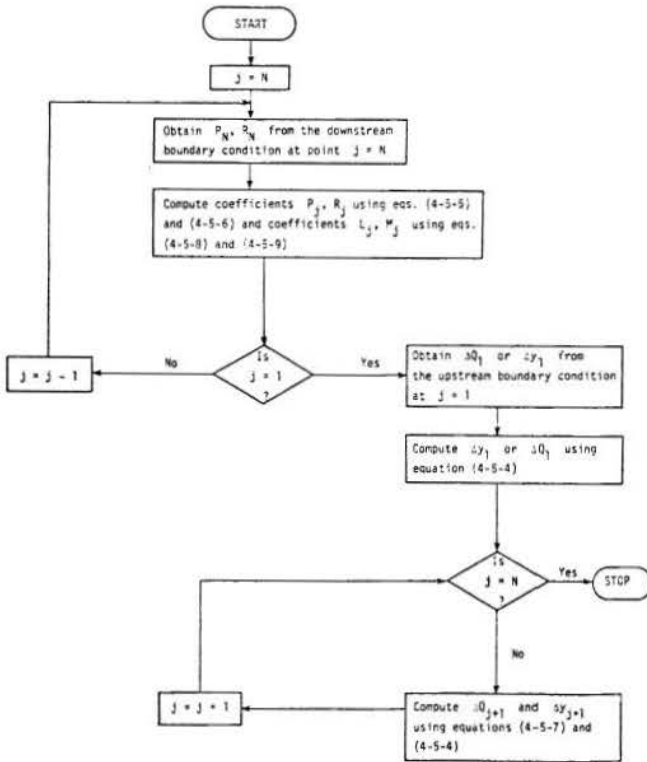 START
j = N
Obtain P_N, R_N from the downstream
boundary condition at point j = N
Compute coefficients P_j, R_j using eqs. (4-5-5)
and (4-5-6) and coefficients L_j, M_j using eqs.
(4-5-8) and (4-5-9)
Is
j = 1
?
No
Yes
j = j - 1
Obtain ΔQ_1 or Δy_1 from
the upstream boundary condition
at j = 1
Compute Δy_1 or ΔQ_1 using
equation (4-5-4)
Is
j = N
?
Yes
STOP
No
j = j + 1
Compute ΔQ_j+1 and Δy_j+1
using equations (4-5-7) and
(4-5-4)